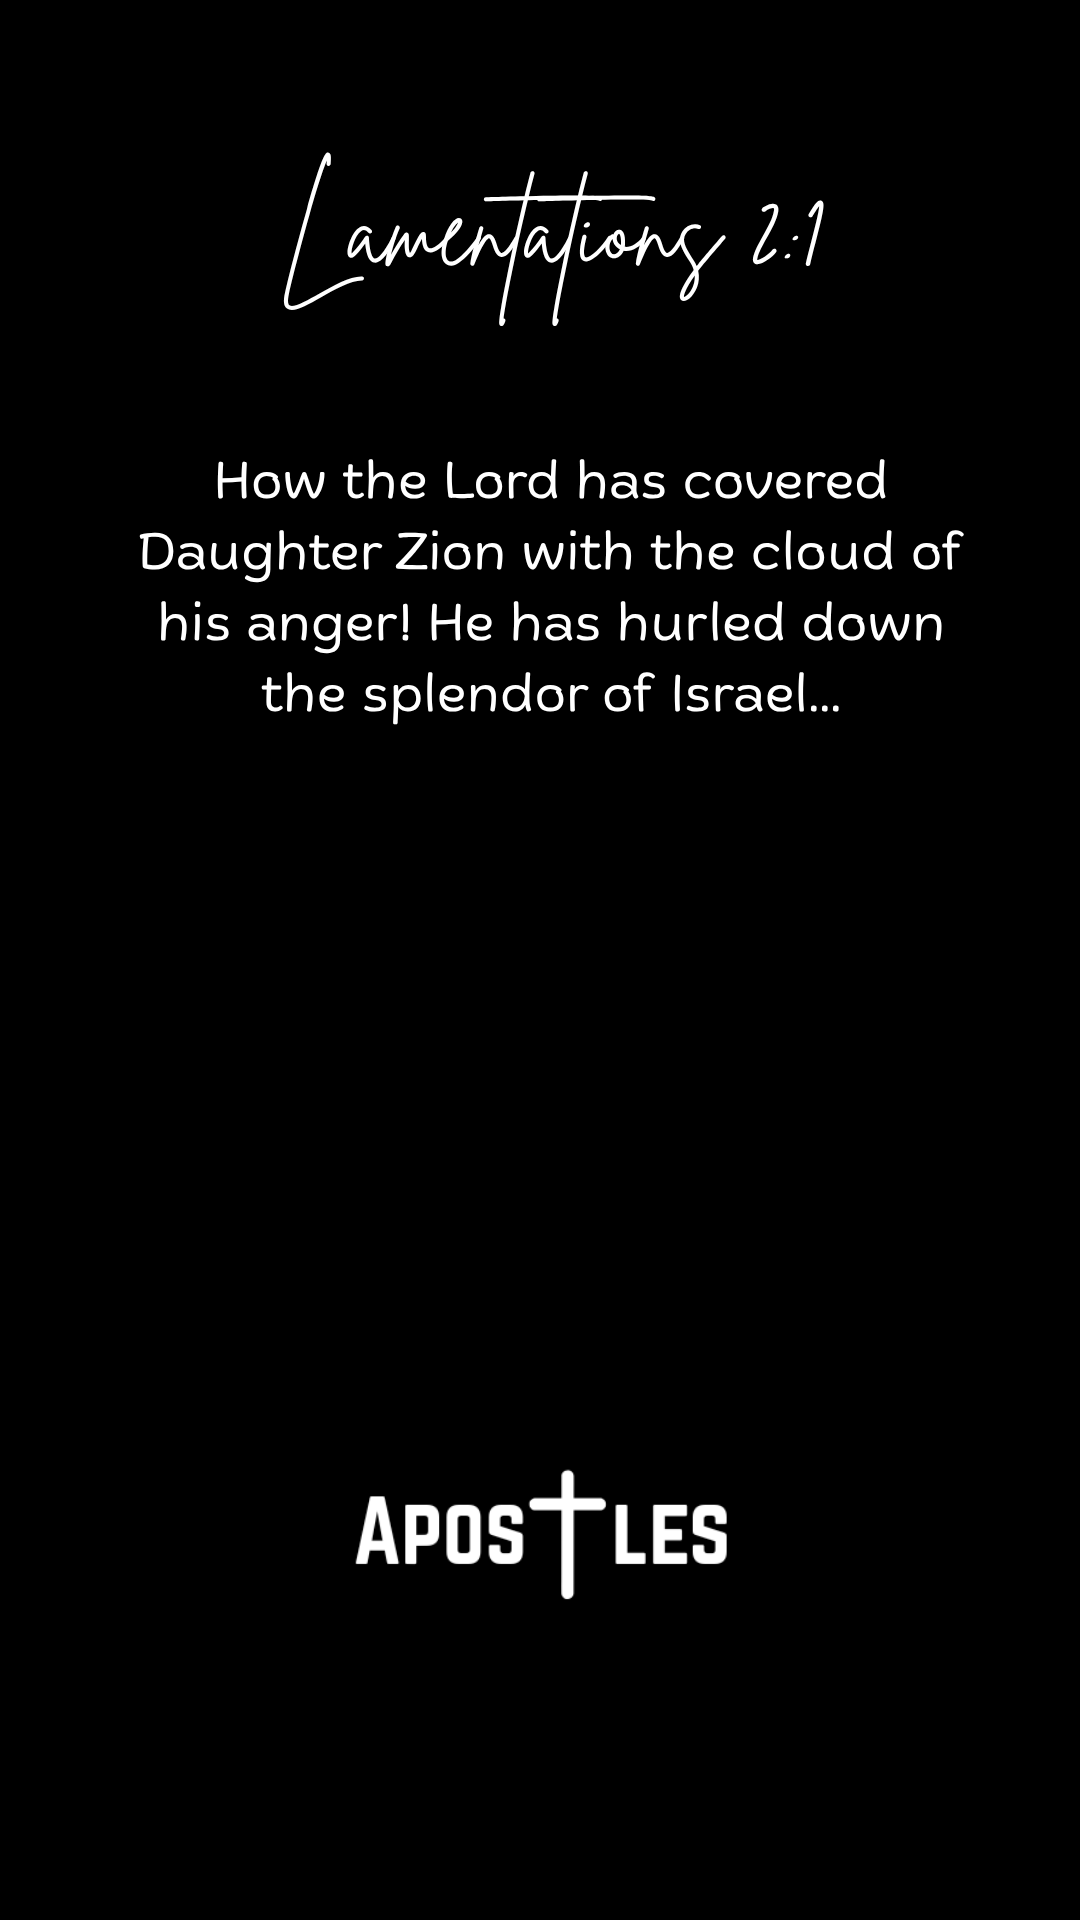 Lamentations 2:1
How the Lord has covered
Daughter Zion with the cloud of
his anger! He has hurled down
the splendor of Israel...
APOSTLES